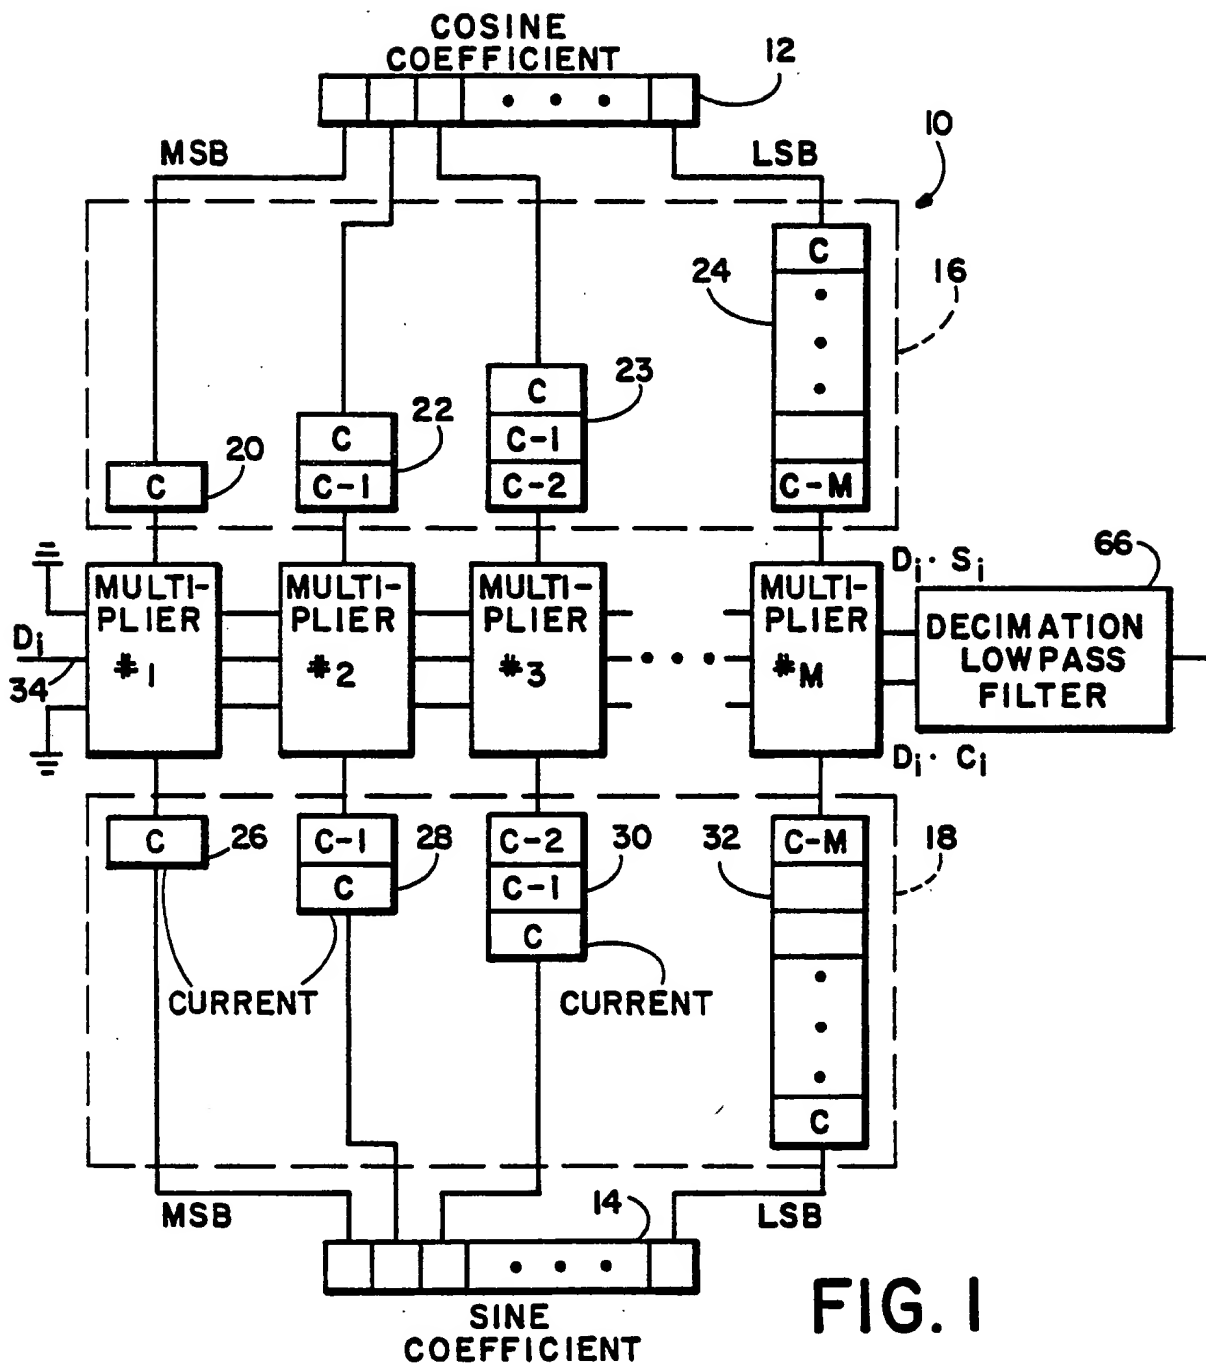 COSINE
COEFFICIENT
12
MSB
LSB
10
C
24
16
C
23
C
22
C-1
20
C
C-1
C-2
C-M
MULTI-
PLIER
#1
MULTI-
PLIER
#2
MULTI-
PLIER
#3
MULTI-
PLIER
#M
Di · Si
66
Di
34
DECIMATION
LOWPASS
FILTER
Di · Ci
C
26
C-1
C
28
C-2
C-1
C
30
32
C-M
C
18
CURRENT
CURRENT
MSB
LSB
14
SINE
COEFFICIENT
FIG. 1